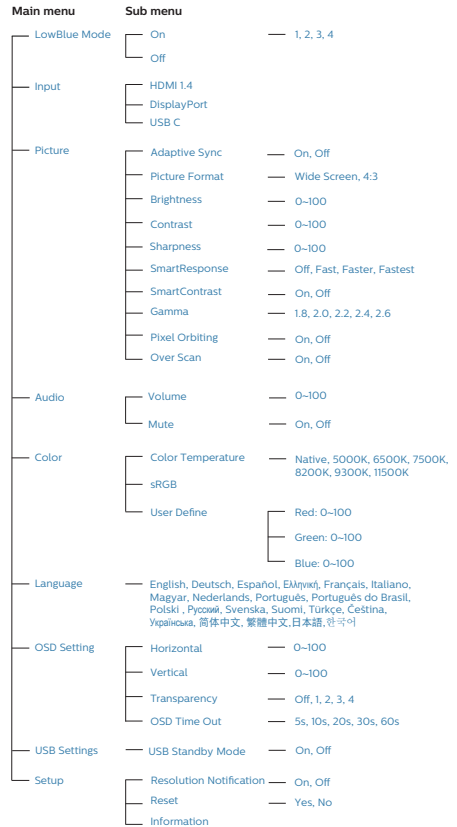 Main menu Sub menu
LowBlue Mode On 1, 2, 3, 4
Off
Input HDMI 1.4
DisplayPort
USB C
Picture Adaptive Sync On, Off
Picture Format Wide Screen, 4:3
Brightness 0~100
Contrast 0~100
Sharpness 0~100
SmartResponse Off, Fast, Faster, Fastest
SmartContrast On, Off
Gamma 1.8, 2.0, 2.2, 2.4, 2.6
Pixel Orbiting On, Off
Over Scan On, Off
Audio Volume 0~100
Mute On, Off
Color Color Temperature Native, 5000K, 6500K, 7500K,
8200K, 9300K, 11500K
sRGB
User Define Red: 0~100
Green: 0~100
Blue: 0~100
Language English, Deutsch, Español, Ελληνική, Français, Italiano,
Magyar, Nederlands, Português, Português do Brasil,
Polski , Русский, Svenska, Suomi, Türkçe, Čeština,
Українська, 简体中文, 繁體中文,日本語,한국어
OSD Setting Horizontal 0~100
Vertical 0~100
Transparency Off, 1, 2, 3, 4
OSD Time Out 5s, 10s, 20s, 30s, 60s
USB Settings USB Standby Mode On, Off
Setup Resolution Notification On, Off
Reset Yes, No
Information